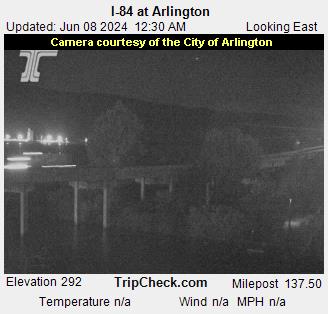 I-84 at Arlington
Updated: Jun 08 2024 12:30 AM Looking East
Camera courtesy of the City of Arlington
Elevation 292 TripCheck.com Milepost 137.50
Temperature n/a Wind n/a MPH n/a